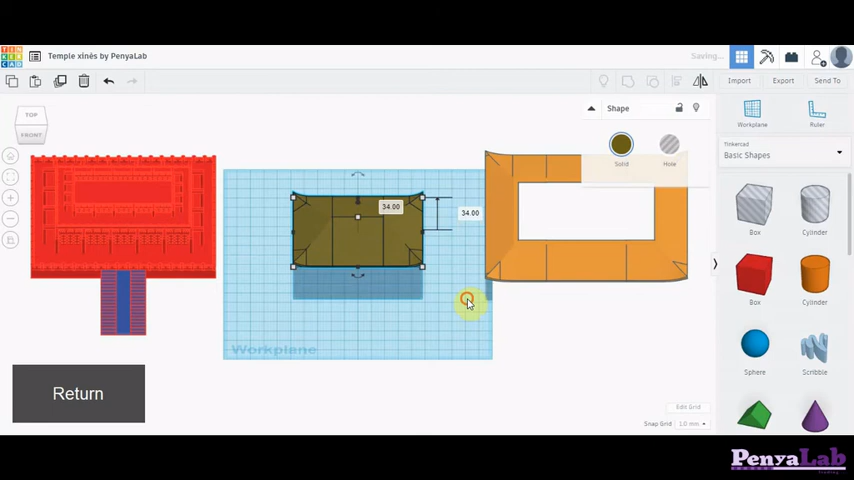 TIN
KER
CAD
Temple xinès by PenyaLab
Saving...
Import
Export
Send To
TOP
FRONT
Shape
Solid
Hole
Workplane
Ruler
Tinkercad
Basic Shapes
34.00
34.00
Box
Cylinder
Box
Cylinder
Sphere
Scribble
Workplane
Return
Edit Grid
Snap Grid 1.0 mm
PenyaLab